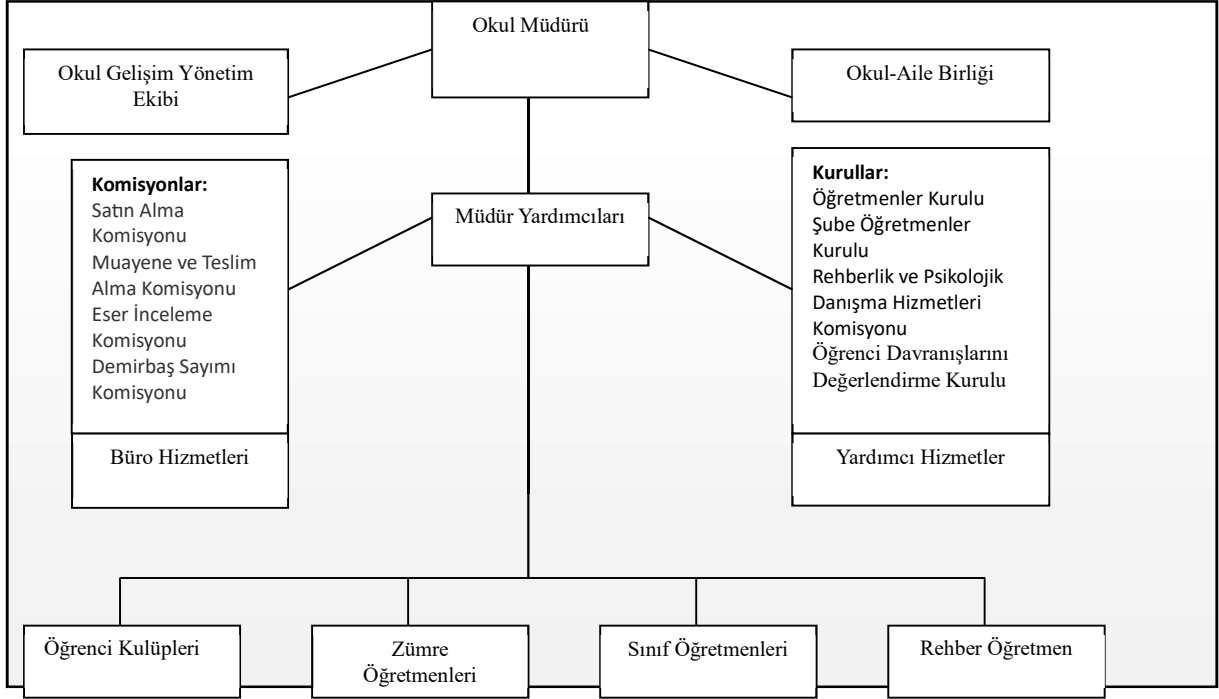 Okul Müdürü
Okul Gelişim Yönetim
Ekibi
Okul-Aile Birliği
Komisyonlar:
Satın Alma
Komisyonu
Muayene ve Teslim
Alma Komisyonu
Eser İnceleme
Komisyonu
Demirbaş Sayımı
Komisyonu
Müdür Yardımcıları
Kurullar:
Öğretmenler Kurulu
Şube Öğretmenler
Kurulu
Rehberlik ve Psikolojik
Danışma Hizmetleri
Komisyonu
Öğrenci Davranışlarını
Değerlendirme Kurulu
Büro Hizmetleri
Yardımcı Hizmetler
Öğrenci Kulüpleri
Zümre
Öğretmenleri
Sınıf Öğretmenleri
Rehber Öğretmen